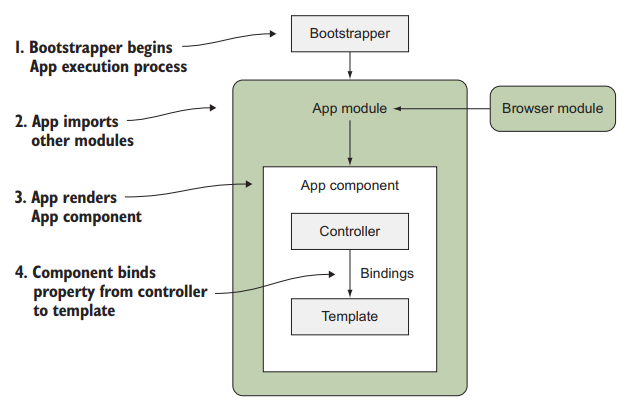 Bootstrapper
1. Bootstrapper begins
App execution process
App module
Browser module
2. App imports
other modules
App component
3. App renders
App component
Controller
4. Component binds
property from controller
to template
Bindings
Template